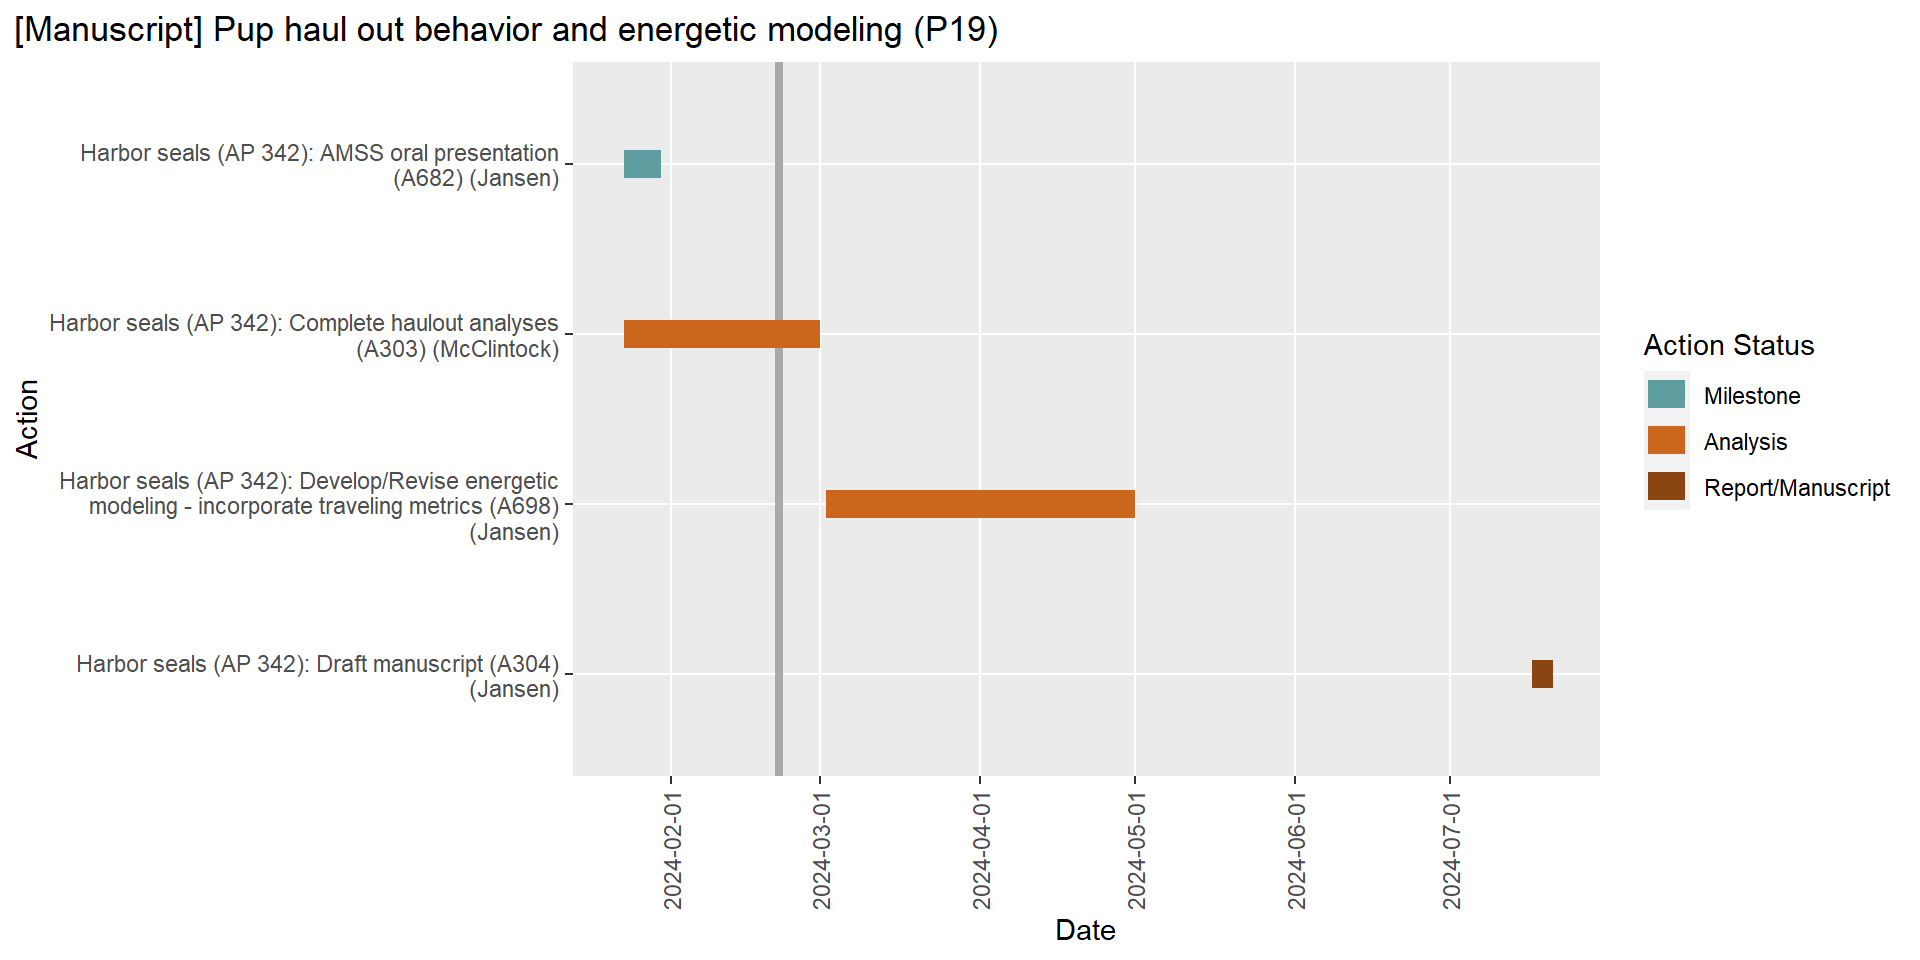 [Manuscript] Pup haul out behavior and energetic modeling (P19)
Harbor seals (AP 342): AMSS oral presentation
(A682) (Jansen)
Harbor seals (AP 342): Complete haulout analyses
(A303) (McClintock)
Harbor seals (AP 342): Develop/Revise energetic
modeling - incorporate traveling metrics (A698)
(Jansen)
Harbor seals (AP 342): Draft manuscript (A304)
(Jansen)
Action
2024-02-01
2024-03-01
2024-04-01
2024-05-01
2024-06-01
2024-07-01
Date
Action Status
Milestone
Analysis
Report/Manuscript